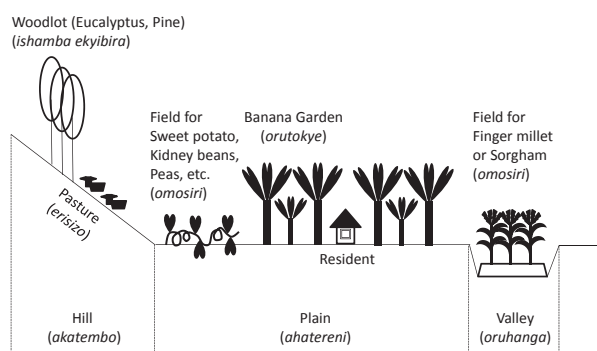 Woodlot (Eucalyptus, Pine)
(ishamba ekyibira)
Pasture
(erisizo)
Field for
Sweet potato,
Kidney beans,
Peas, etc.
(omosiri)
Banana Garden
(orutokye)
Resident
Field for
Finger millet
or Sorgham
(omosiri)
Hill
(akatembo)
Plain
(ahatereni)
Valley
(oruhanga)